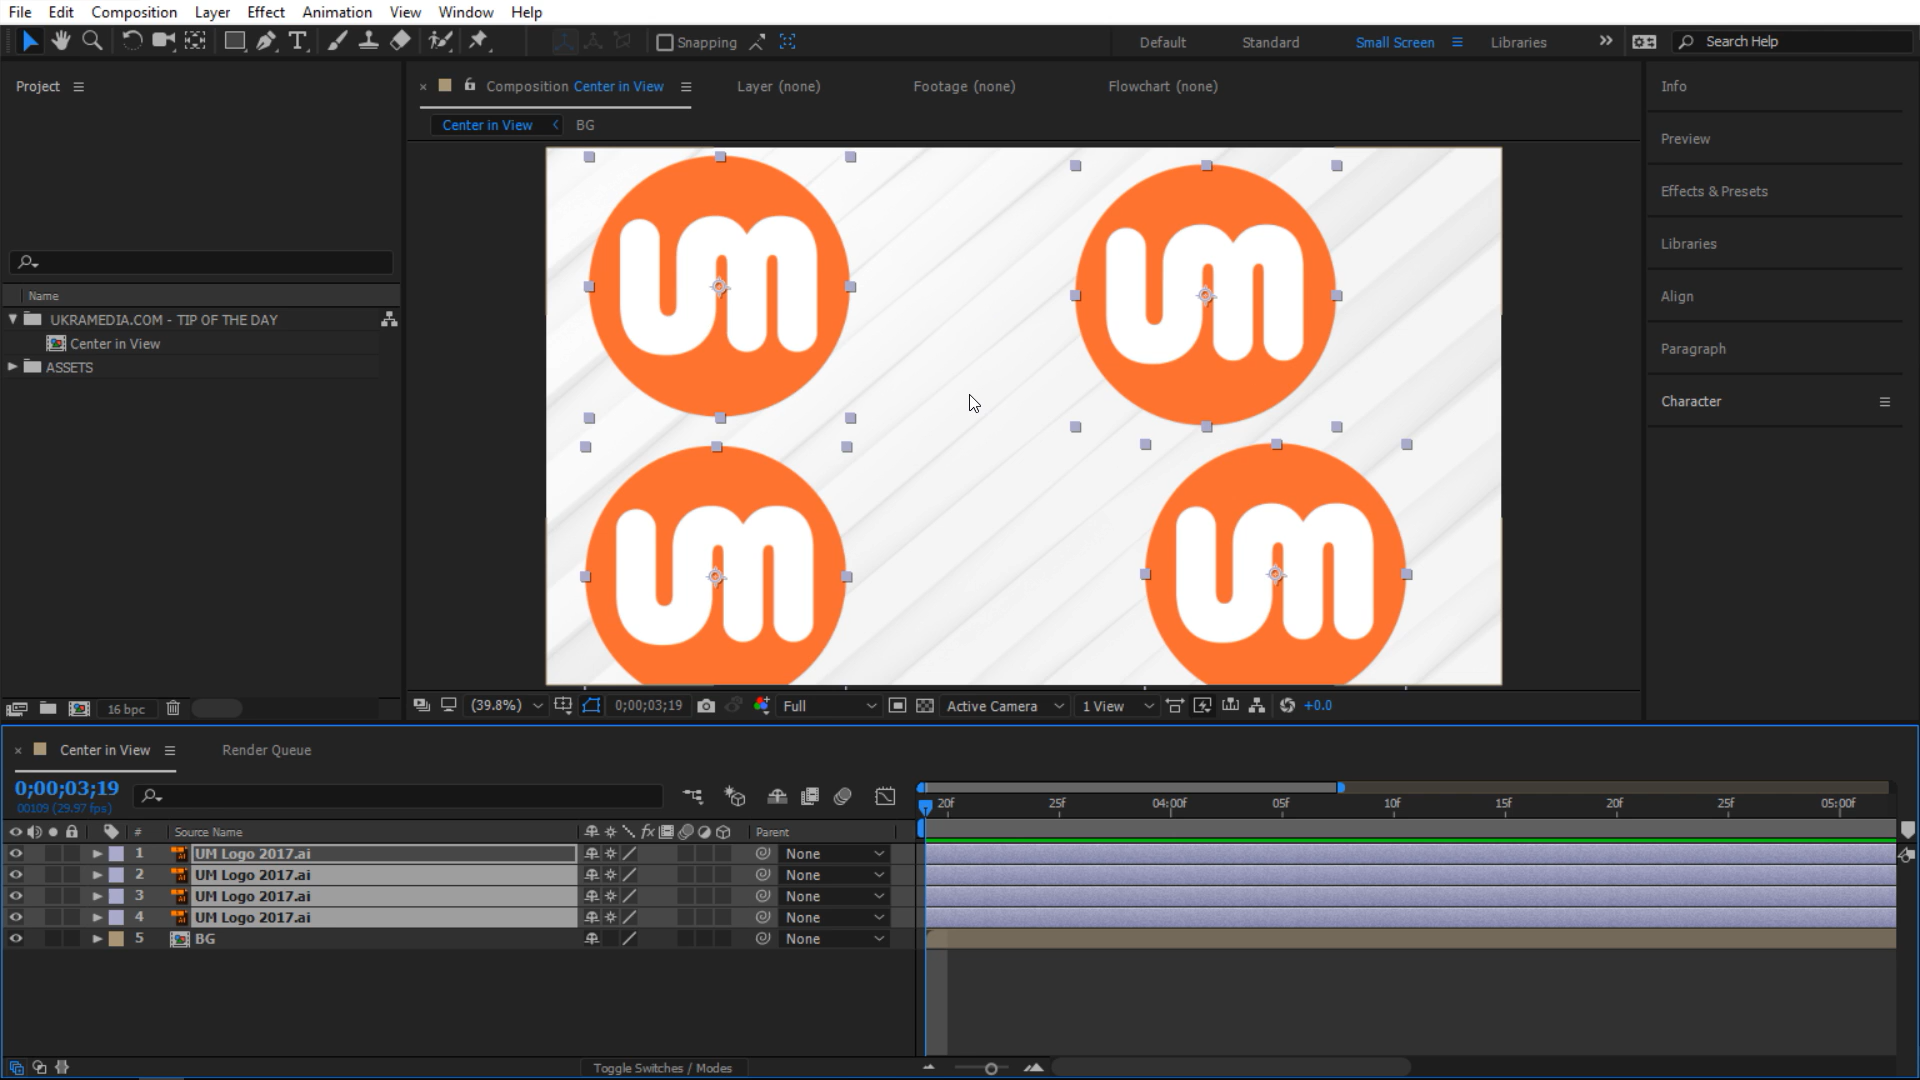 File Edit Composition Layer Effect Animation View Window Help
Snapping Default Standard Small Screen Libraries Search Help
Project
Composition Center in View Layer (none) Footage (none) Flowchart (none)
Center in View BG
Info
Preview
Effects & Presets
Libraries
Align
Paragraph
Character
Name
UKRAMEDIA.COM - TIP OF THE DAY
Center in View
ASSETS
um
um
um
um
16 bpc
(39.8%) 0;00;03;19 Full Active Camera 1 View +0.0
Center in View Render Queue
0;00;03;19
00109 (29.97 fps)
20f 25f 04:00f 05f 10f 15f 20f 25f 05:00f
# Source Name fx Parent
1 UM Logo 2017.ai None
2 UM Logo 2017.ai None
3 UM Logo 2017.ai None
4 UM Logo 2017.ai None
5 BG None
Toggle Switches / Modes